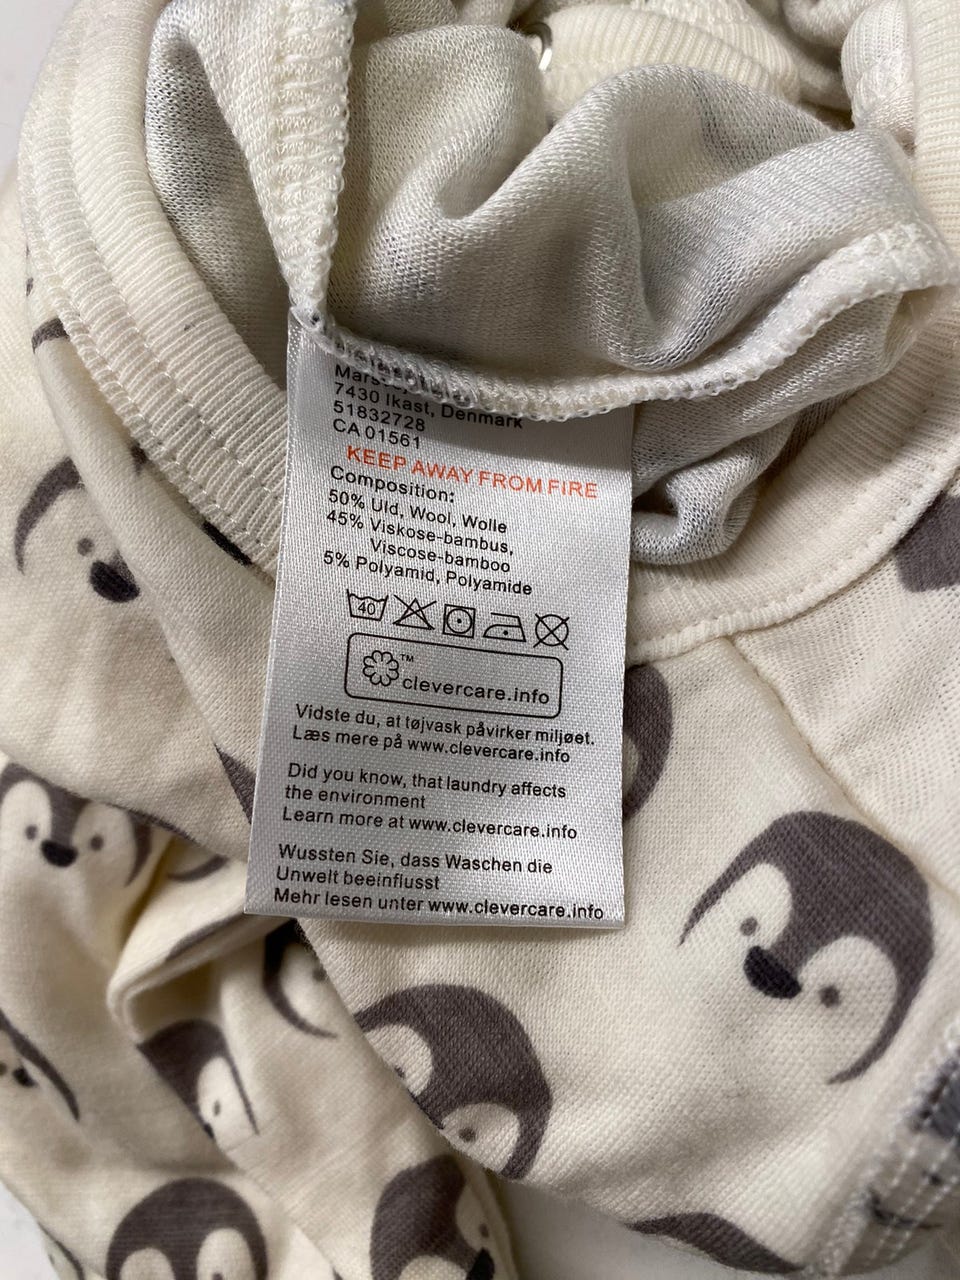 7430 Ikast, Denmark
51832728
CA 01561
KEEP AWAY FROM FIRE
Composition:
50% Uld, Wool, Wolle
45% Viskose-bambus,
Viscose-bamboo
5% Polyamid, Polyamide
40
™
clevercare.info
Vidste du, at tøjvask påvirker miljøet.
Læs mere på www.clevercare.info
Did you know, that laundry affects
the environment
Learn more at www.clevercare.info
Wussten Sie, dass Waschen die
Unwelt beeinflusst
Mehr lesen unter www.clevercare.info